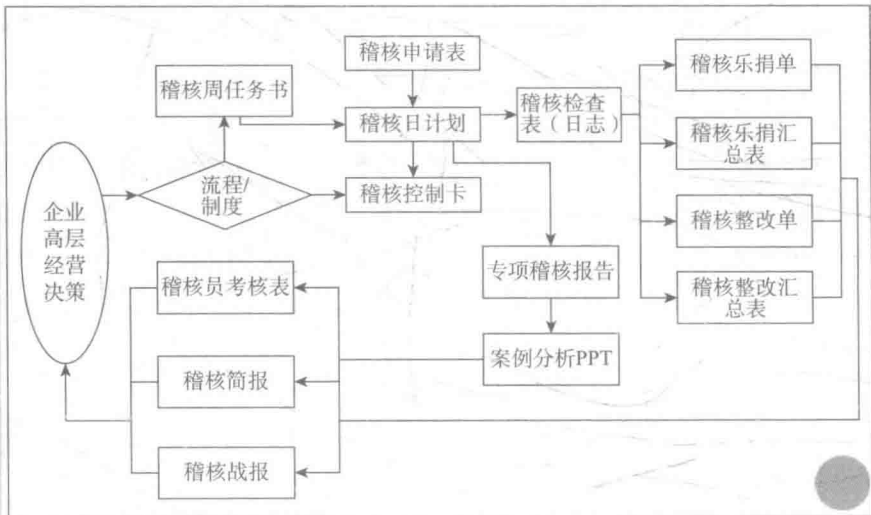 稽核申请表
稽核周任务书
稽核日计划
稽核检查
表（日志）
稽核乐捐单
稽核乐捐汇
总表
稽核整改单
稽核整改汇
总表
流程/
制度
稽核控制卡
企业
高层
经营
决策
专项稽核报告
案例分析PPT
稽核员考核表
稽核简报
稽核战报